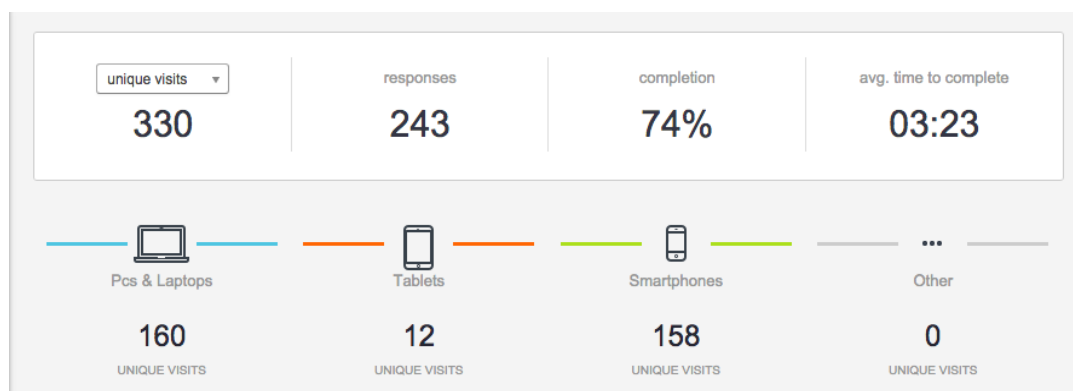 unique visits
330
responses
243
completion
74%
avg. time to complete
03:23
Pcs & Laptops
160
UNIQUE VISITS
Tablets
12
UNIQUE VISITS
Smartphones
158
UNIQUE VISITS
Other
0
UNIQUE VISITS